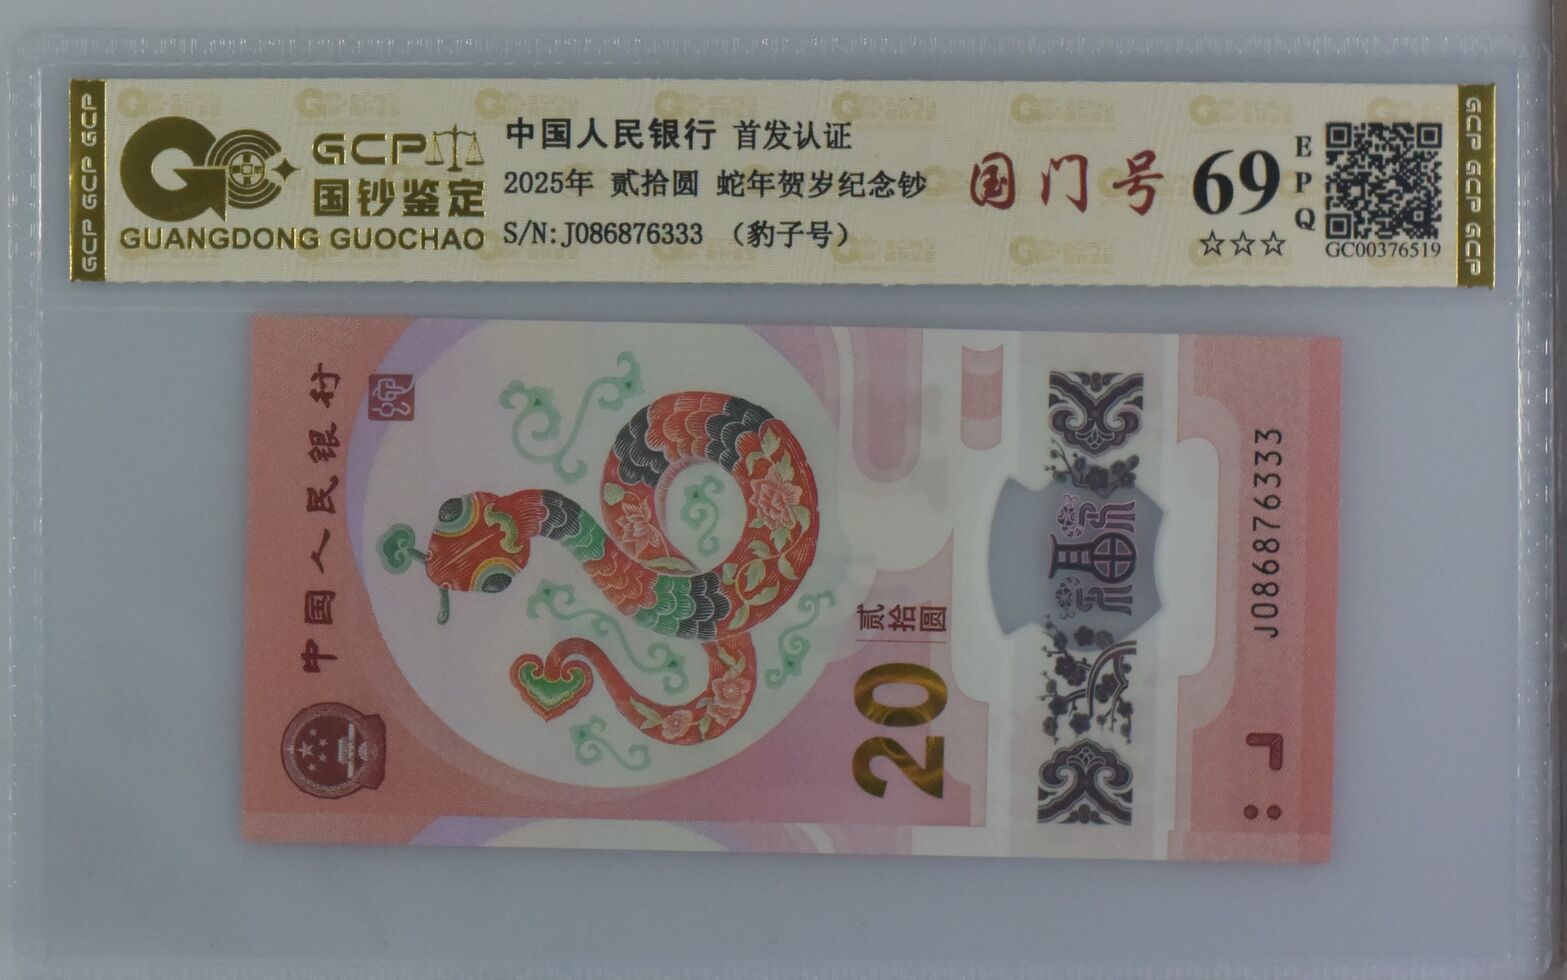 GCP GCP GCP
GCP
国钞鉴定
GUANGDONG GUOCHAO
中国人民银行 首发认证
2025年 贰拾圆 蛇年贺岁纪念钞
S/N:J086876333 （豹子号）
国门号
69
EPQ
☆☆☆
GC00376519
GCP GCP GCP
中国人民银行
贰拾圆
20
福
J086876333